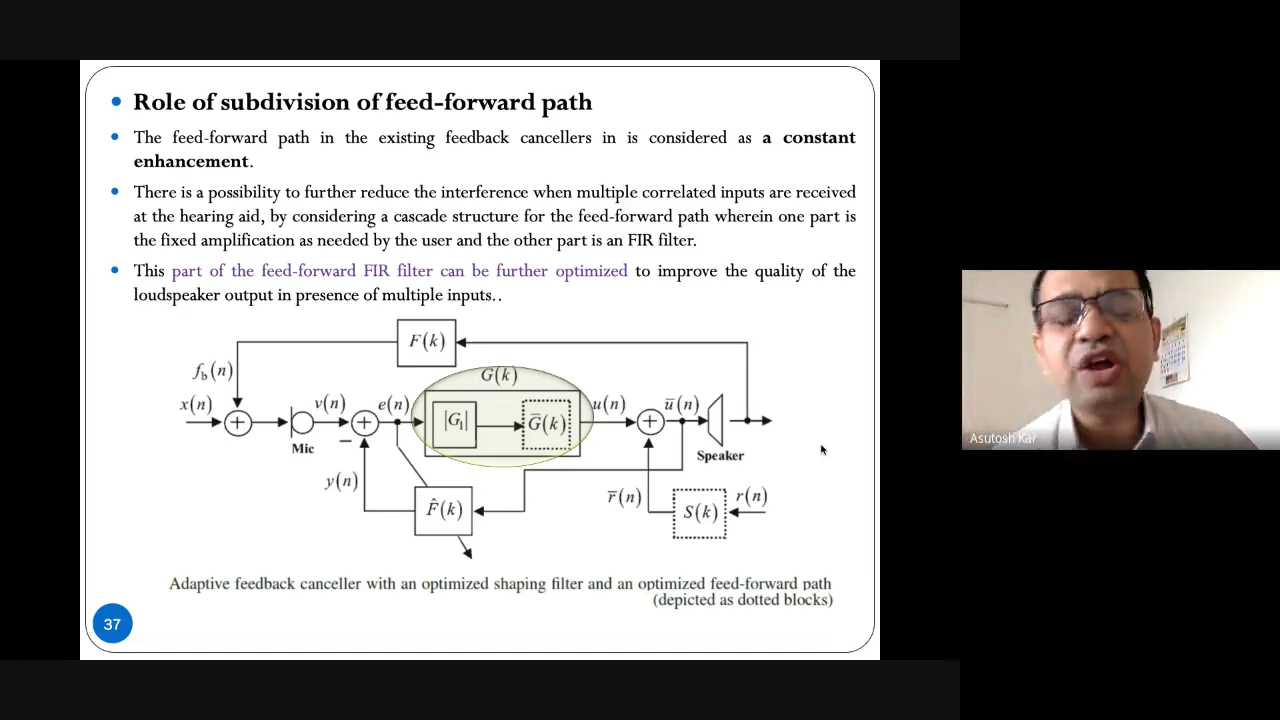 Role of subdivision of feed-forward path
The feed-forward path in the existing feedback cancellers in is considered as a constant
enhancement.
There is a possibility to further reduce the interference when multiple correlated inputs are received
at the hearing aid, by considering a cascade structure for the feed-forward path wherein one part is
the fixed amplification as needed by the user and the other part is an FIR filter.
This part of the feed-forward FIR filter can be further optimized to improve the quality of the
loudspeaker output in presence of multiple inputs..
F(k)
f_b(n)
G(k)
x(n) v(n) e(n) |G₁| Ḡ(k) u(n) ū(n)
Mic
Speaker
y(n)
F̂(k)
r̄(n) S(k) r(n)
Adaptive feedback canceller with an optimized shaping filter and an optimized feed-forward path
(depicted as dotted blocks)
37
Asutosh Kar